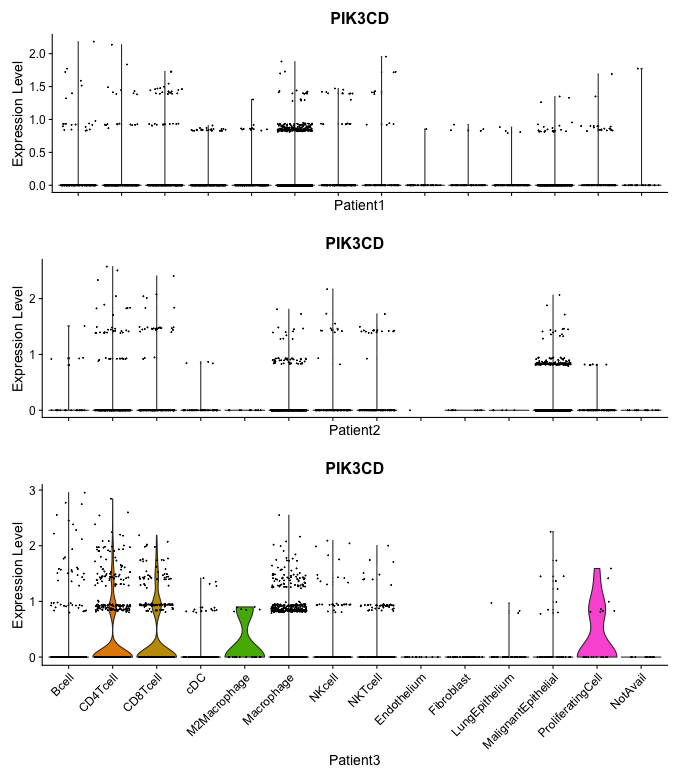 PIK3CD
Expression Level
2.0
1.5
1.0
0.5
0.0
Patient1
PIK3CD
Expression Level
2
1
0
Patient2
PIK3CD
Expression Level
3
2
1
0
Bcell
CD4Tcell
CD8Tcell
cDC
M2Macrophage
Macrophage
NKcell
NKTcell
Endothelium
Fibroblast
LungEpithelium
MalignantEpithelial
ProliferatingCell
NotAvail
Patient3